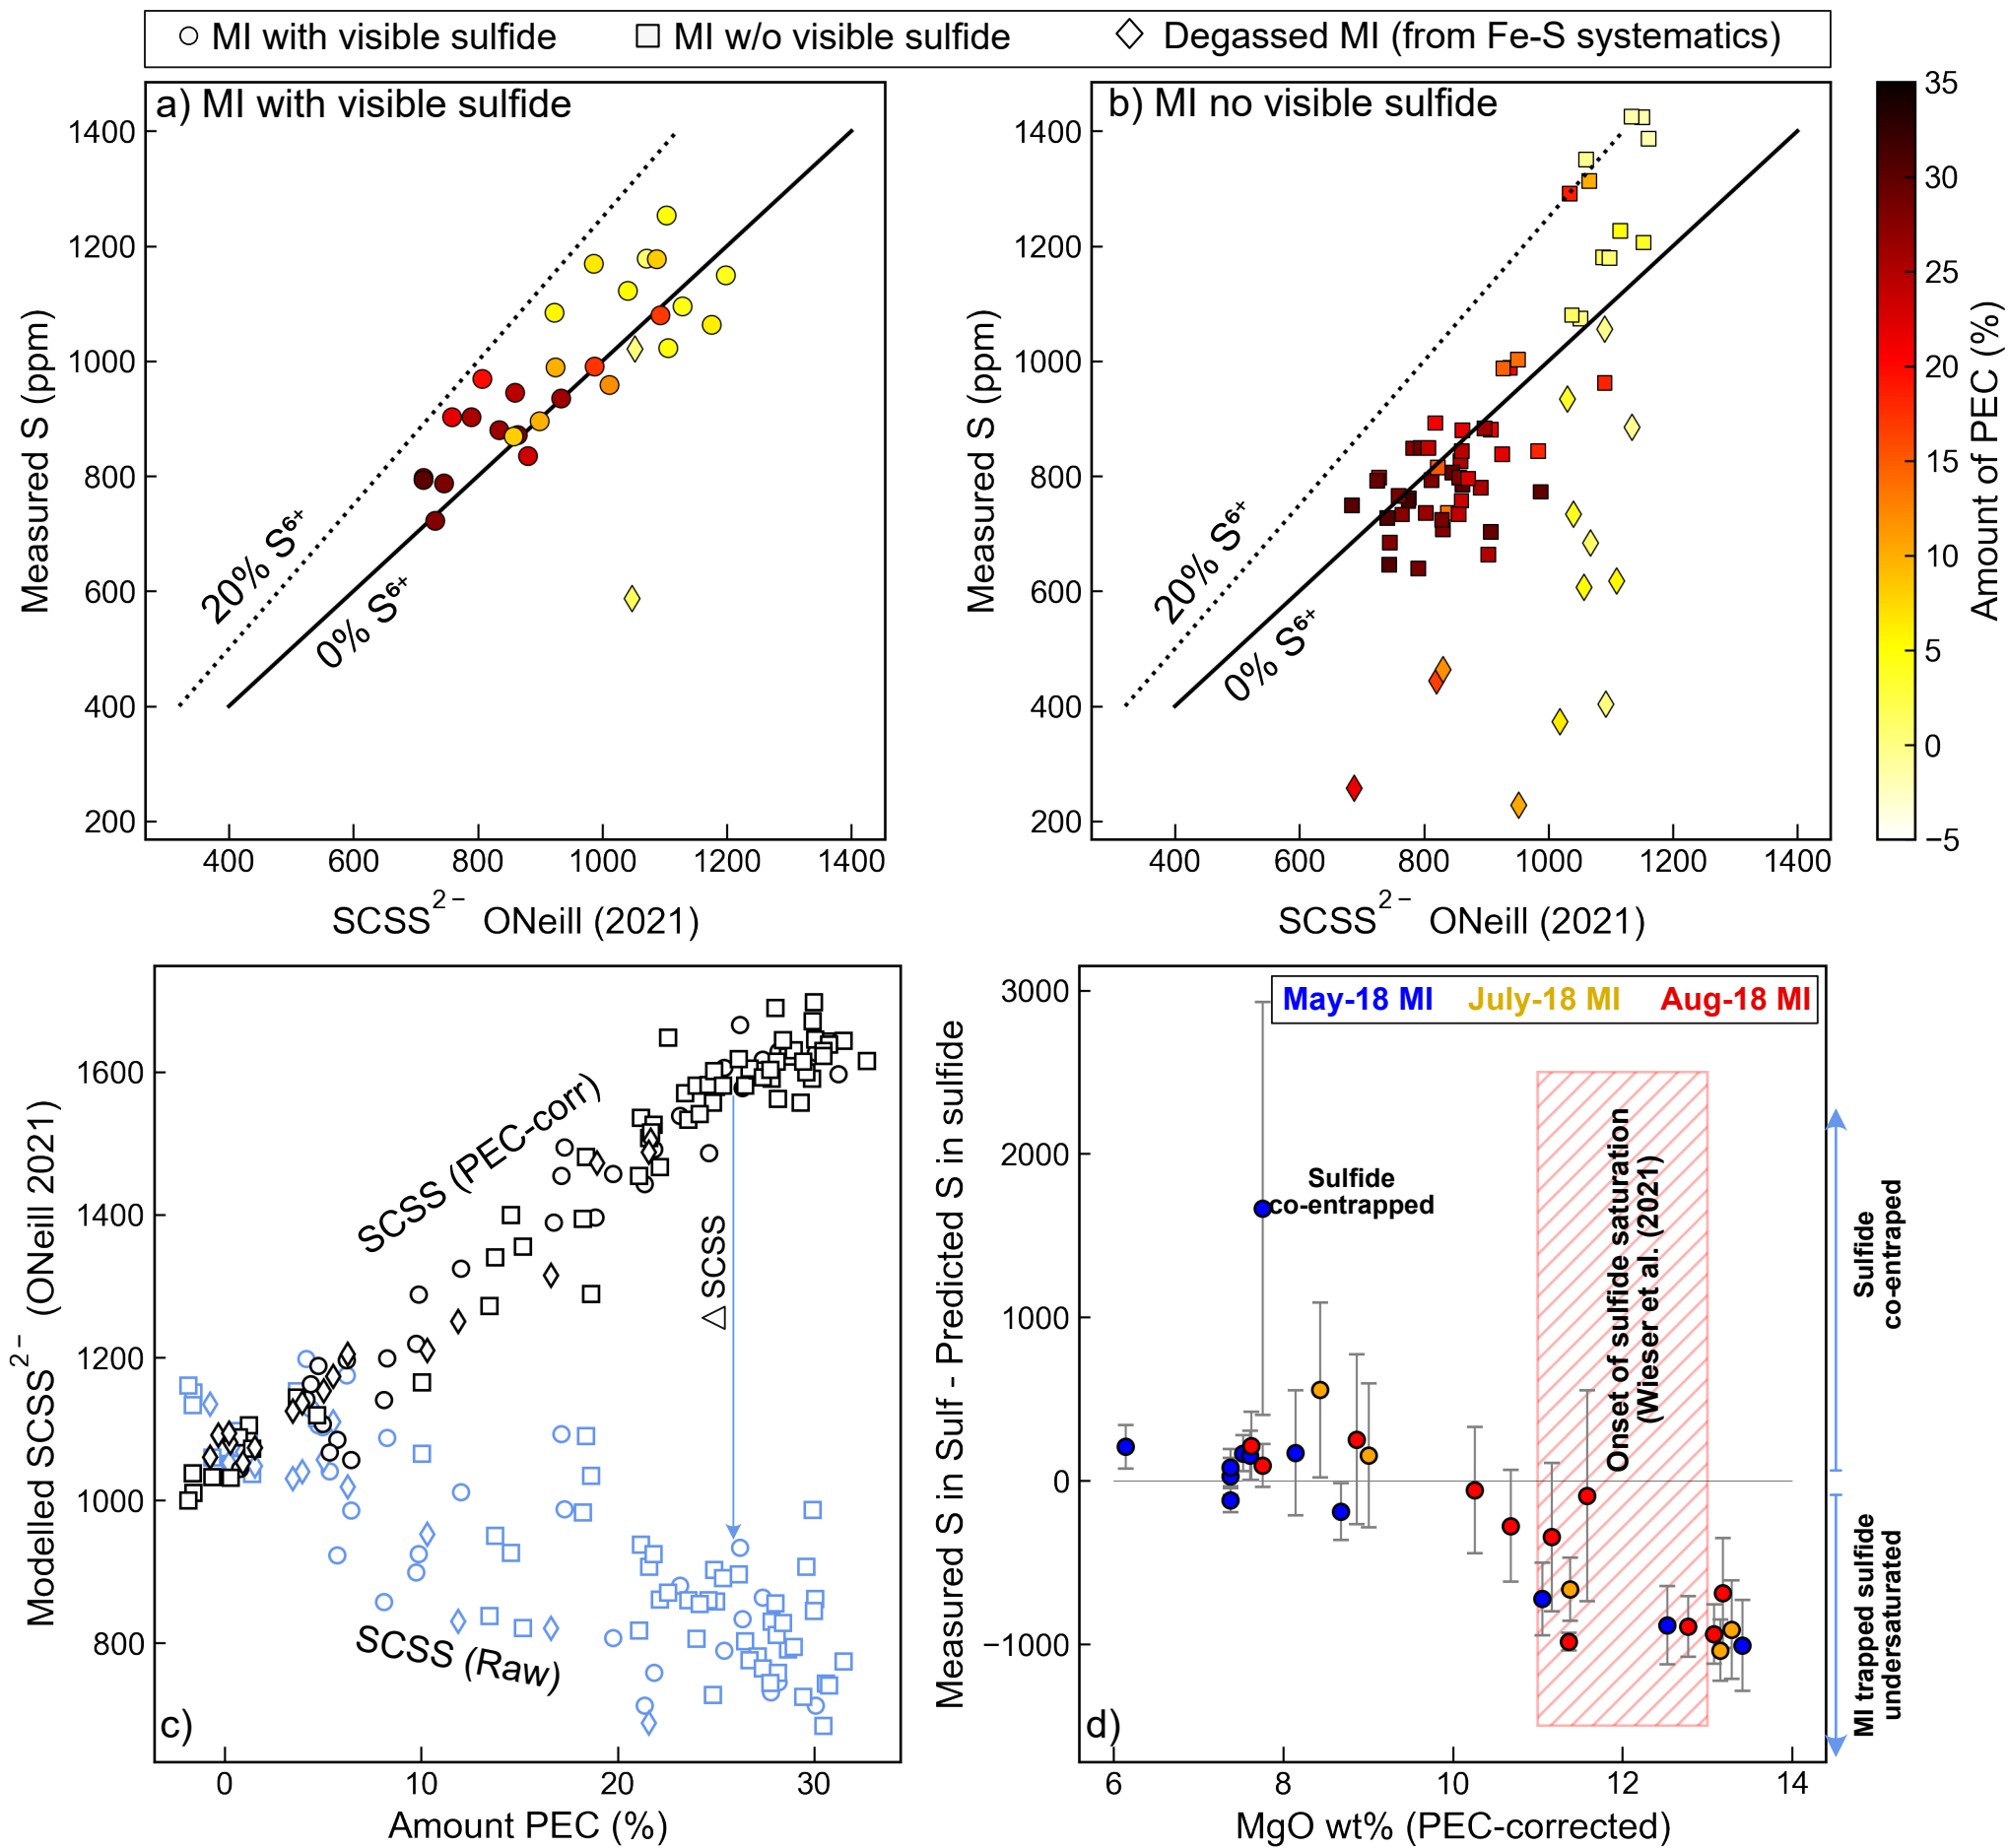 MI with visible sulfide
MI w/o visible sulfide
Degassed MI (from Fe-S systematics)
a) MI with visible sulfide
1400
1200
1000
800
600
400
200
Measured S (ppm)
20% S⁶⁺
0% S⁶⁺
400
600
800
1000
1200
1400
SCSS²⁻ ONeill (2021)
b) MI no visible sulfide
1400
1200
1000
800
600
400
200
Measured S (ppm)
20% S⁶⁺
0% S⁶⁺
400
600
800
1000
1200
1400
SCSS²⁻ ONeill (2021)
35
30
25
20
15
10
5
0
−5
Amount of PEC (%)
1600
1400
1200
1000
800
Modelled SCSS²⁻ (ONeill 2021)
SCSS (PEC-corr)
△ SCSS
SCSS (Raw)
c)
0
10
20
30
Amount PEC (%)
May-18 MI
July-18 MI
Aug-18 MI
3000
2000
1000
0
−1000
Measured S in Sulf - Predicted S in sulfide
Sulfide
co-entrapped
Onset of sulfide saturation
(Wieser et al. (2021)
Sulfide
co-entraped
MI trapped sulfide
undersaturated
d)
6
8
10
12
14
MgO wt% (PEC-corrected)